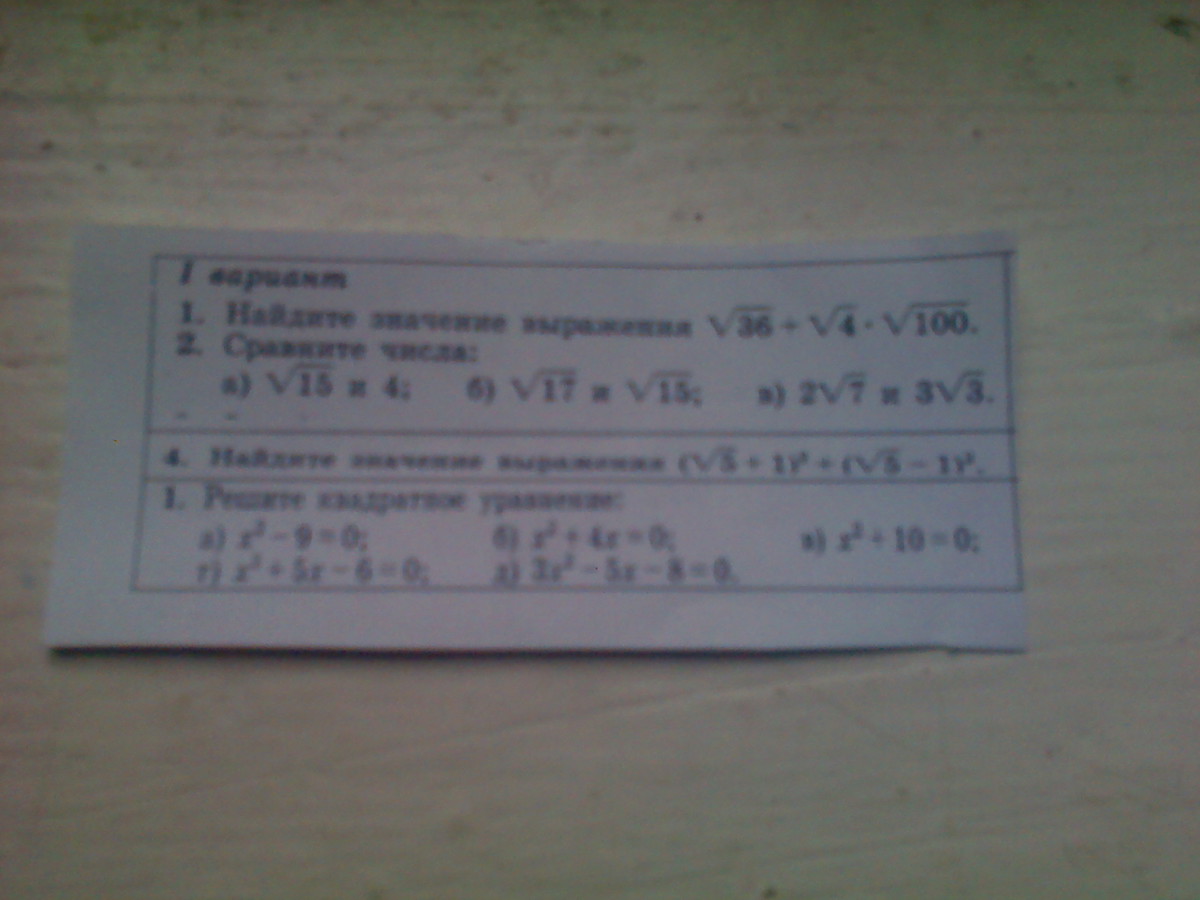 I вариант
1. Найдите значение выражения √36 + √4 · √100.
2. Сравните числа:
а) √15 и 4; б) √17 и √15; в) 2√7 и 3√3.
4. Найдите значение выражения (√5 + 1)² + (√5 − 1)².
1. Решите квадратное уравнение:
а) x² − 9 = 0; б) x² + 4x = 0; в) x² + 10 = 0;
г) x² + 5x − 6 = 0; д) 3x² − 5x − 8 = 0.